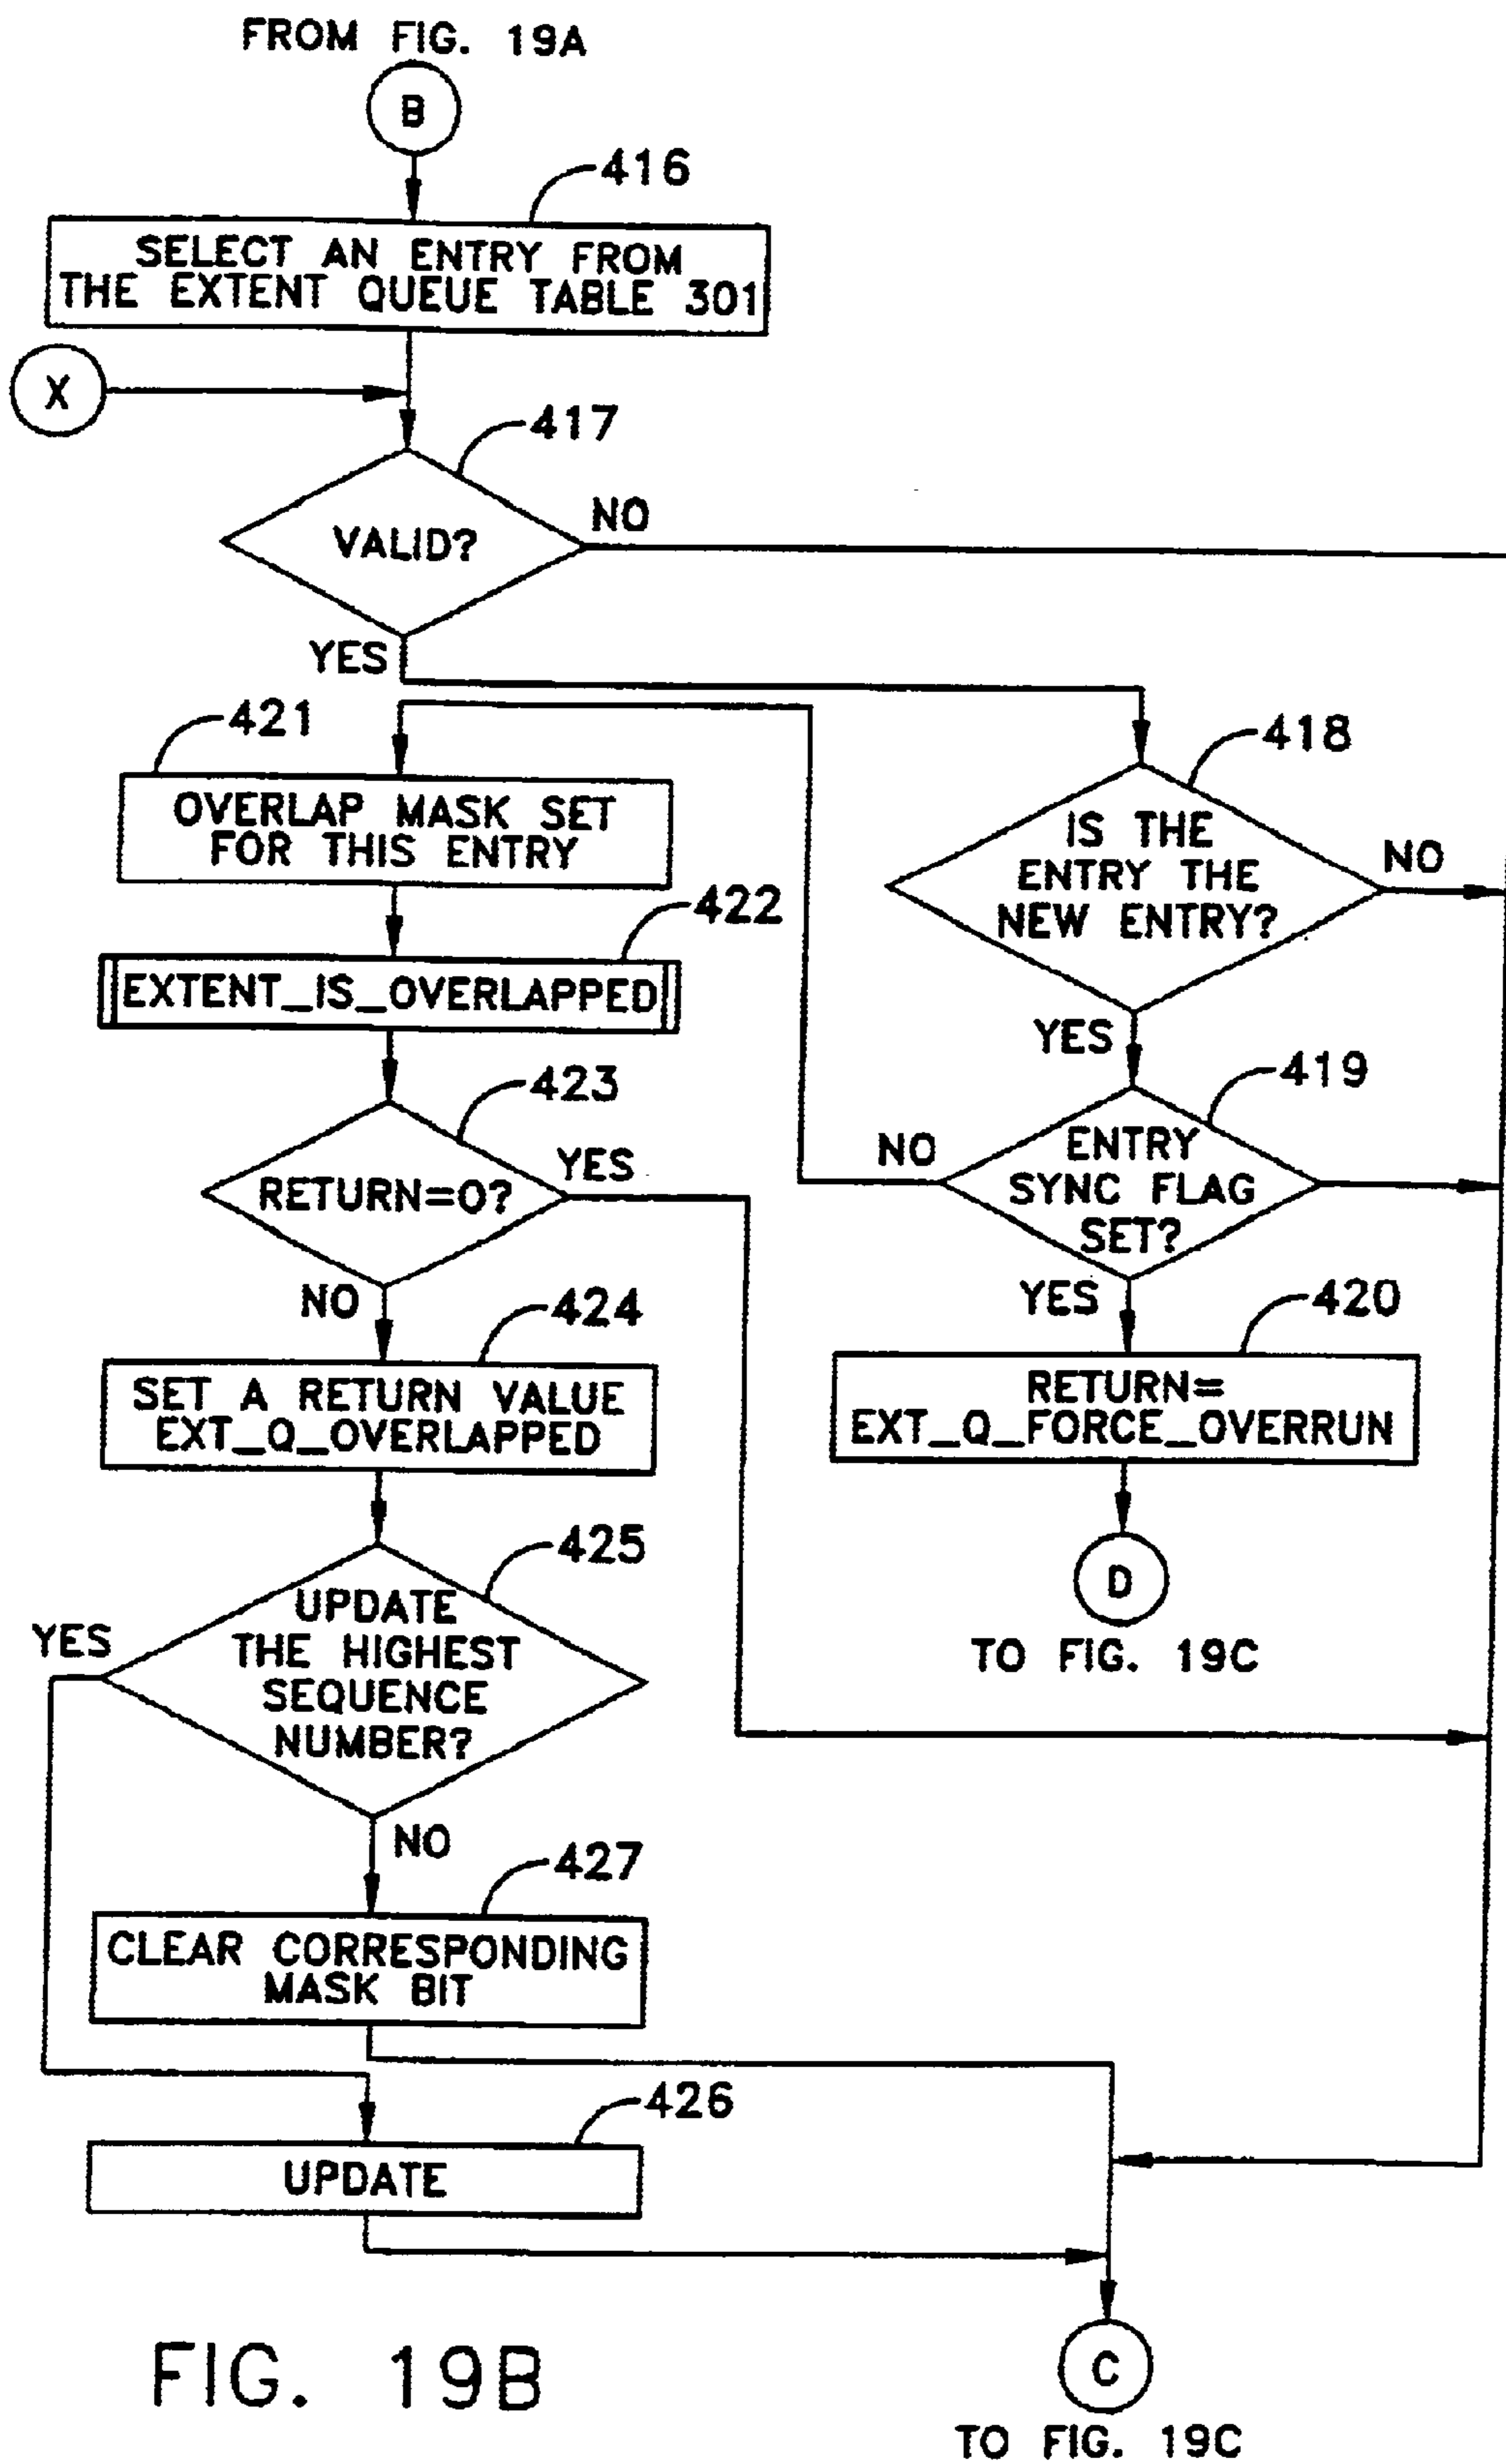 FROM FIG. 19A
B
416
SELECT AN ENTRY FROM
THE EXTENT QUEUE TABLE 301
X
417
VALID?
NO
YES
421
418
OVERLAP MASK SET
FOR THIS ENTRY
IS THE
ENTRY THE
NEW ENTRY?
NO
422
EXTENT_IS_OVERLAPPED
YES
423
419
RETURN=0?
YES
NO
ENTRY
SYNC FLAG
SET?
NO
YES
424
420
SET A RETURN VALUE
EXT_Q_OVERLAPPED
RETURN=
EXT_Q_FORCE_OVERRUN
425
D
TO FIG. 19C
UPDATE
THE HIGHEST
SEQUENCE
NUMBER?
YES
NO
427
CLEAR CORRESPONDING
MASK BIT
426
UPDATE
C
TO FIG. 19C
FIG. 19B